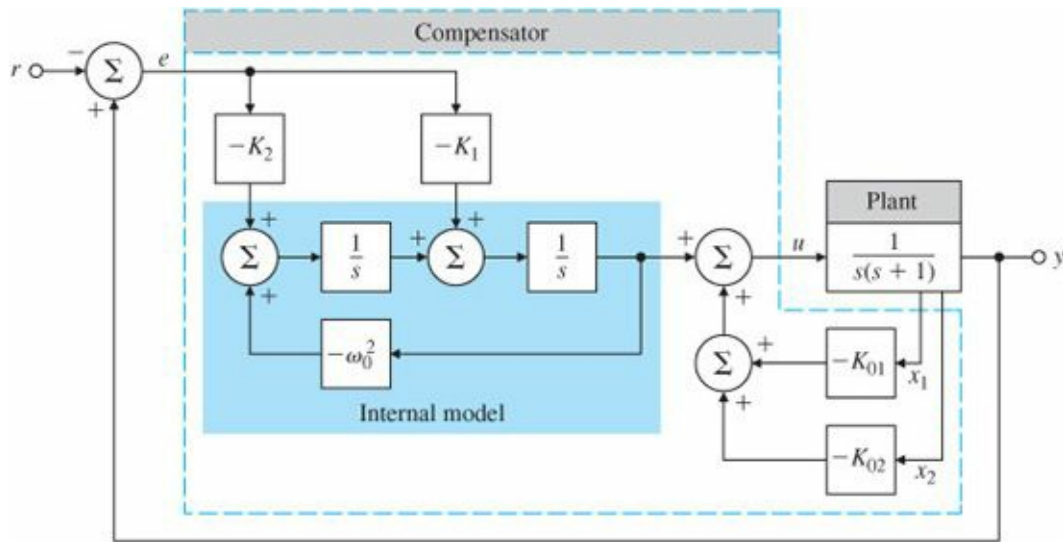 Compensator
r
−
Σ
+
e
−K₂
−K₁
Plant
+
+
Σ
+
1/s
+
Σ
1/s
+
Σ
+
u
1/(s(s + 1))
y
−ω₀²
Σ
+
+
−K₀₁
x₁
Internal model
−K₀₂
x₂